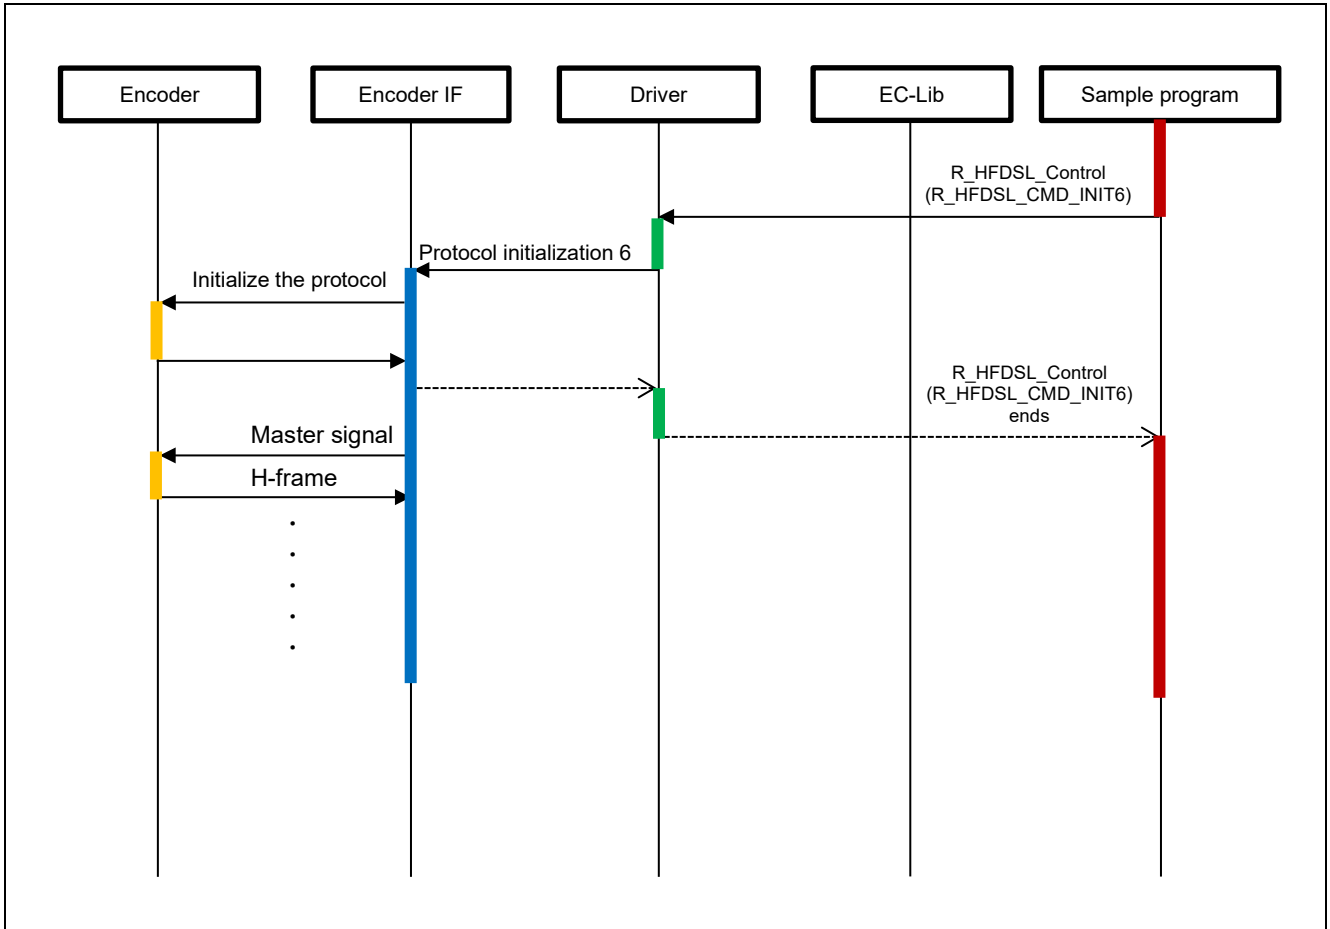 Encoder
Encoder IF
Driver
EC-Lib
Sample program
R_HFDSL_Control
(R_HFDSL_CMD_INIT6)
Protocol initialization 6
Initialize the protocol
R_HFDSL_Control
(R_HFDSL_CMD_INIT6)
ends
Master signal
H-frame